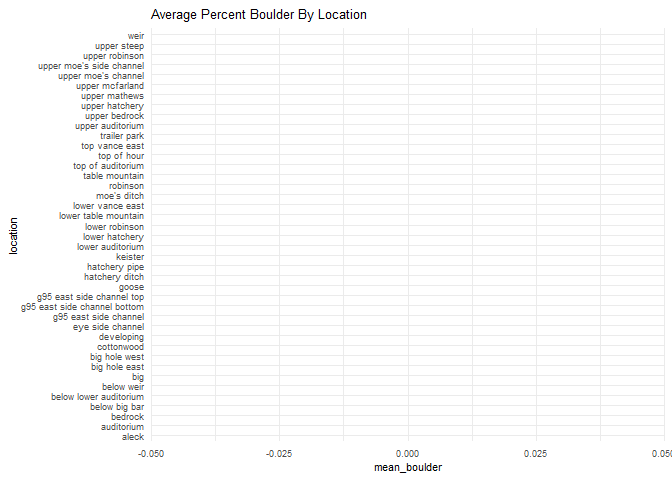 Average Percent Boulder By Location
weir
upper steep
upper robinson
upper moe's side channel
upper moe's channel
upper mcfarland
upper mathews
upper hatchery
upper bedrock
upper auditorium
trailer park
top vance east
top of hour
top of auditorium
table mountain
robinson
moe's ditch
lower vance east
lower table mountain
lower robinson
lower hatchery
lower auditorium
keister
hatchery pipe
hatchery ditch
goose
g95 east side channel top
g95 east side channel bottom
g95 east side channel
eye side channel
developing
cottonwood
big hole west
big hole east
big
below weir
below lower auditorium
below big bar
bedrock
auditorium
aleck
location
-0.050 -0.025 0.000 0.025 0.050
mean_boulder